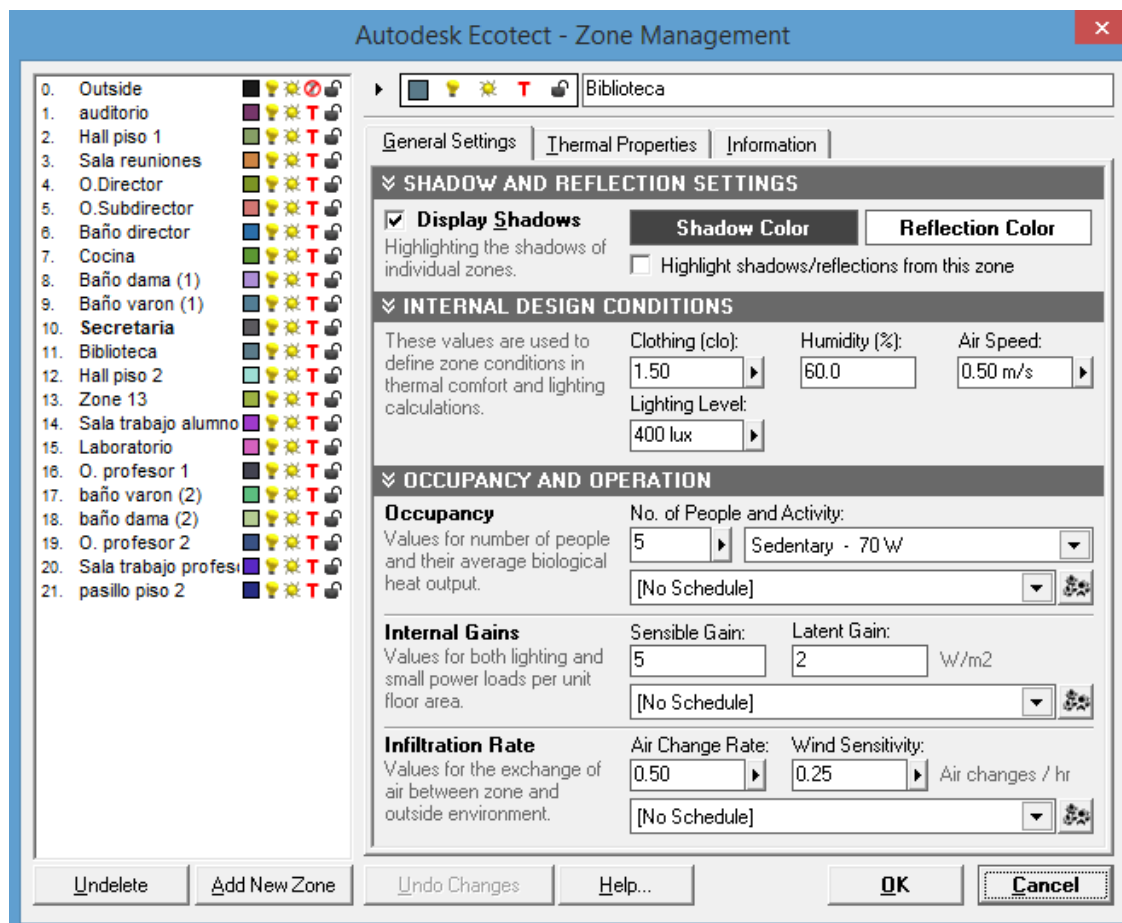 Autodesk Ecotect - Zone Management
0. Outside
1. auditorio
2. Hall piso 1
3. Sala reuniones
4. O.Director
5. O.Subdirector
6. Baño director
7. Cocina
8. Baño dama (1)
9. Baño varon (1)
10. Secretaria
11. Biblioteca
12. Hall piso 2
13. Zone 13
14. Sala trabajo alumno
15. Laboratorio
16. O. profesor 1
17. baño varon (2)
18. baño dama (2)
19. O. profesor 2
20. Sala trabajo profes
21. pasillo piso 2
Undelete Add New Zone
T Biblioteca
General Settings Thermal Properties Information
SHADOW AND REFLECTION SETTINGS
Display Shadows Shadow Color Reflection Color
Highlighting the shadows of
individual zones.
Highlight shadows/reflections from this zone
INTERNAL DESIGN CONDITIONS
These values are used to
define zone conditions in
thermal comfort and lighting
calculations.
Clothing (clo): Humidity (%): Air Speed:
1.50 60.0 0.50 m/s
Lighting Level:
400 lux
OCCUPANCY AND OPERATION
Occupancy
Values for number of people
and their average biological
heat output.
No. of People and Activity:
5 Sedentary - 70 W
[No Schedule]
Internal Gains
Values for both lighting and
small power loads per unit
floor area.
Sensible Gain: Latent Gain:
5 2 W/m2
[No Schedule]
Infiltration Rate
Values for the exchange of
air between zone and
outside environment.
Air Change Rate: Wind Sensitivity:
0.50 0.25 Air changes / hr
[No Schedule]
Undo Changes Help... OK Cancel